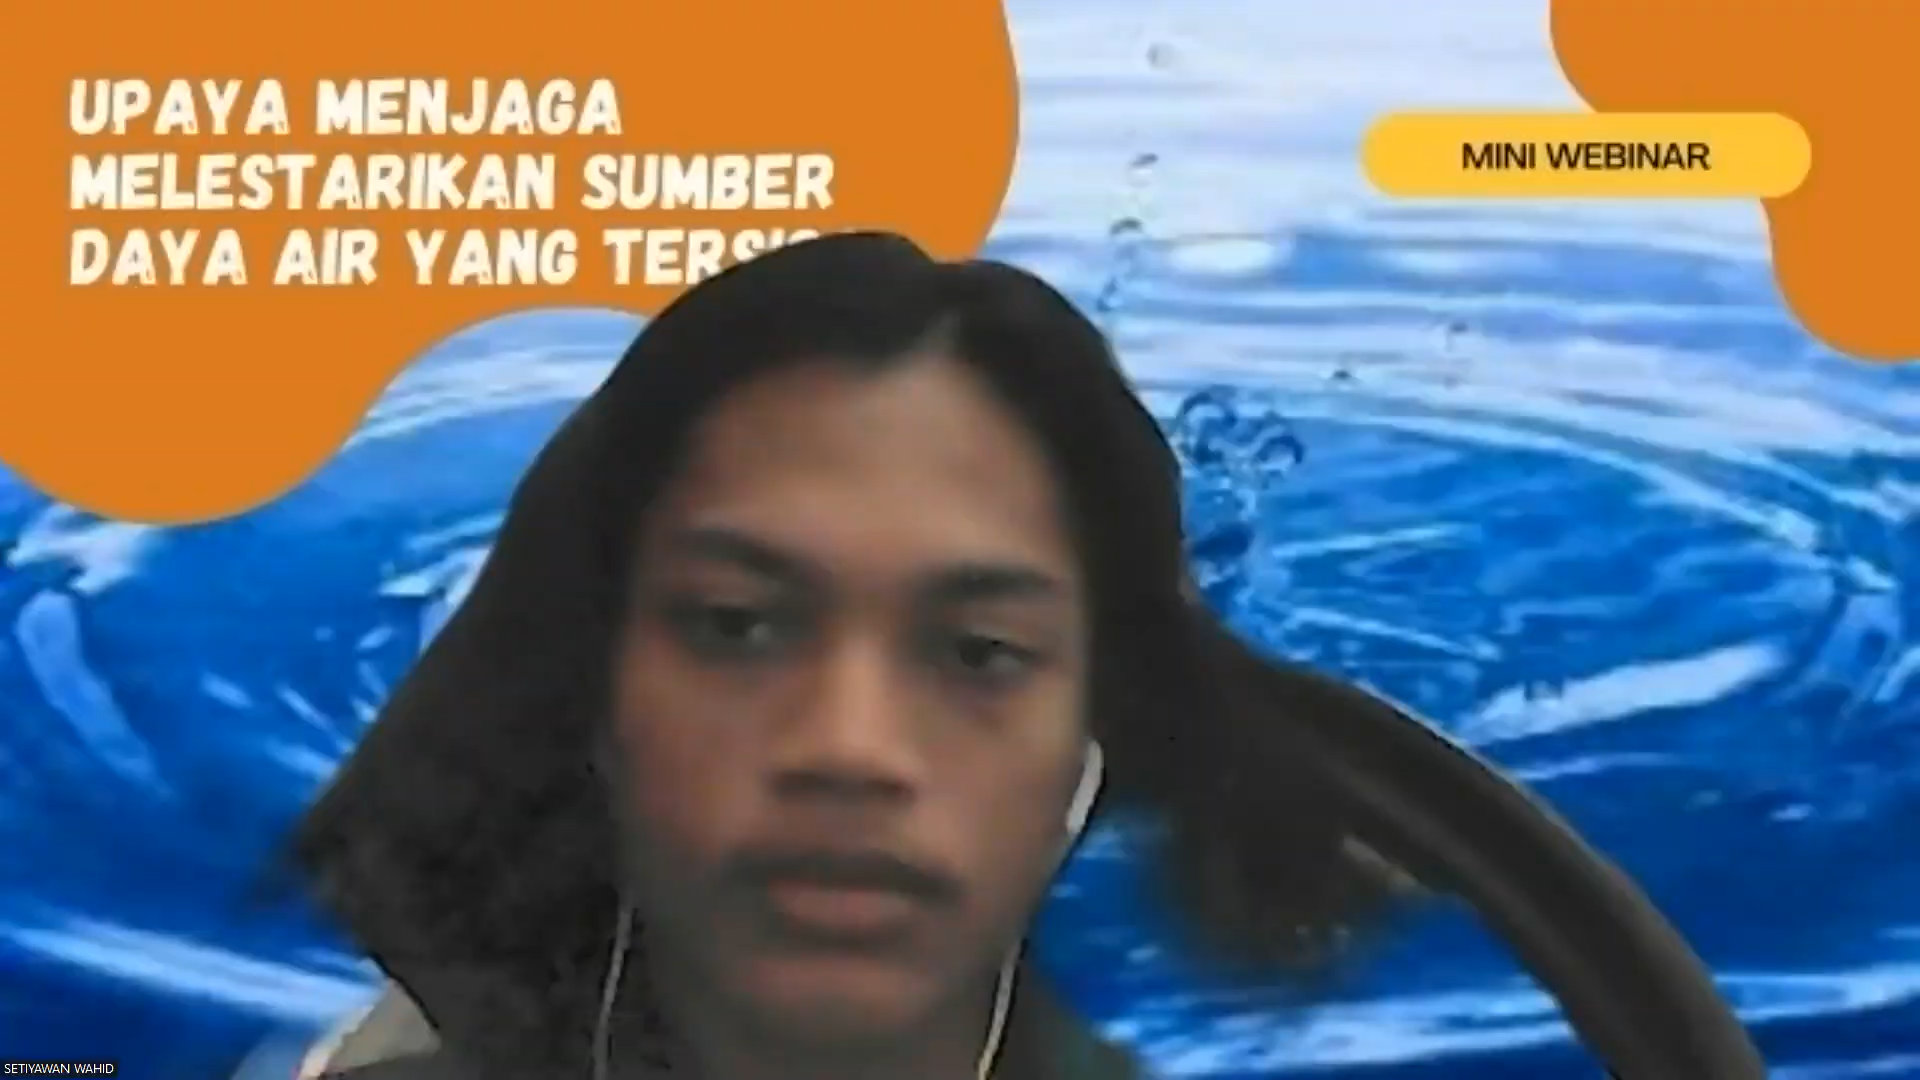 UPAYA MENJAGA
MELESTARIKAN SUMBER
DAYA AIR YANG
MINI WEBINAR
SETIYAWAN WAHID